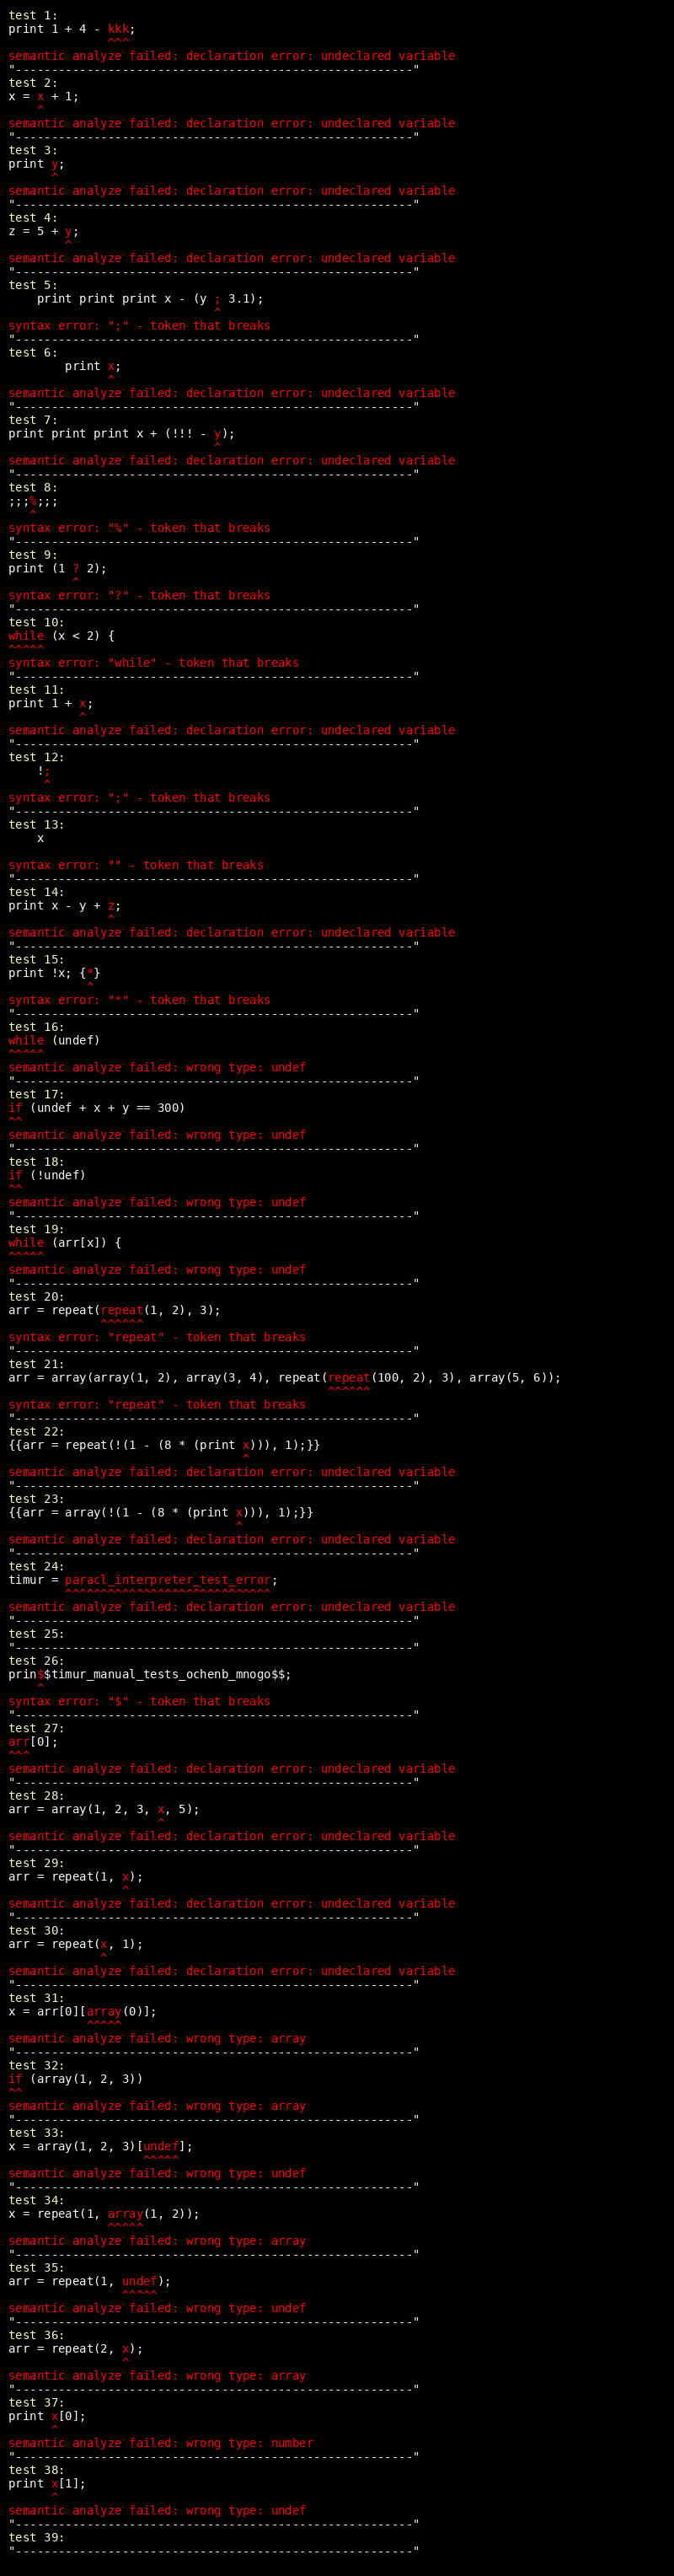 test 1:
print 1 + 4 - kkk;
              ^^^
semantic analyze failed: declaration error: undeclared variable
"--------------------------------------------------------"
test 2:
x = x + 1;
    ^
semantic analyze failed: declaration error: undeclared variable
"--------------------------------------------------------"
test 3:
print y;
      ^
semantic analyze failed: declaration error: undeclared variable
"--------------------------------------------------------"
test 4:
z = 5 + y;
        ^
semantic analyze failed: declaration error: undeclared variable
"--------------------------------------------------------"
test 5:
    print print print x - (y ; 3.1);
                             ^
syntax error: ";" - token that breaks
"--------------------------------------------------------"
test 6:
        print x;
              ^
semantic analyze failed: declaration error: undeclared variable
"--------------------------------------------------------"
test 7:
print print print x + (!!! - y);
                             ^
semantic analyze failed: declaration error: undeclared variable
"--------------------------------------------------------"
test 8:
;;;%;;;
   ^
syntax error: "%" - token that breaks
"--------------------------------------------------------"
test 9:
print (1 ? 2);
         ^
syntax error: "?" - token that breaks
"--------------------------------------------------------"
test 10:
while (x < 2) {
^^^^^
syntax error: "while" - token that breaks
"--------------------------------------------------------"
test 11:
print 1 + x;
          ^
semantic analyze failed: declaration error: undeclared variable
"--------------------------------------------------------"
test 12:
    !;
     ^
syntax error: ";" - token that breaks
"--------------------------------------------------------"
test 13:
    x

syntax error: "" - token that breaks
"--------------------------------------------------------"
test 14:
print x - y + z;
              ^
semantic analyze failed: declaration error: undeclared variable
"--------------------------------------------------------"
test 15:
print !x; {*}
           ^
syntax error: "*" - token that breaks
"--------------------------------------------------------"
test 16:
while (undef)
^^^^^
semantic analyze failed: wrong type: undef
"--------------------------------------------------------"
test 17:
if (undef + x + y == 300)
^^
semantic analyze failed: wrong type: undef
"--------------------------------------------------------"
test 18:
if (!undef)
^^
semantic analyze failed: wrong type: undef
"--------------------------------------------------------"
test 19:
while (arr[x]) {
^^^^^
semantic analyze failed: wrong type: undef
"--------------------------------------------------------"
test 20:
arr = repeat(repeat(1, 2), 3);
             ^^^^^^
syntax error: "repeat" - token that breaks
"--------------------------------------------------------"
test 21:
arr = array(array(1, 2), array(3, 4), repeat(repeat(100, 2), 3), array(5, 6));
                                             ^^^^^^
syntax error: "repeat" - token that breaks
"--------------------------------------------------------"
test 22:
{{arr = repeat(!(1 - (8 * (print x))), 1);}}
                                 ^
semantic analyze failed: declaration error: undeclared variable
"--------------------------------------------------------"
test 23:
{{arr = array(!(1 - (8 * (print x))), 1);}}
                                ^
semantic analyze failed: declaration error: undeclared variable
"--------------------------------------------------------"
test 24:
timur = paracl_interpreter_test_error;
        ^^^^^^^^^^^^^^^^^^^^^^^^^^^^^
semantic analyze failed: declaration error: undeclared variable
"--------------------------------------------------------"
test 25:
"--------------------------------------------------------"
test 26:
prin$$timur_manual_tests_ochenb_mnogo$$;
    ^
syntax error: "$" - token that breaks
"--------------------------------------------------------"
test 27:
arr[0];
^^^
semantic analyze failed: declaration error: undeclared variable
"--------------------------------------------------------"
test 28:
arr = array(1, 2, 3, x, 5);
                     ^
semantic analyze failed: declaration error: undeclared variable
"--------------------------------------------------------"
test 29:
arr = repeat(1, x);
                ^
semantic analyze failed: declaration error: undeclared variable
"--------------------------------------------------------"
test 30:
arr = repeat(x, 1);
             ^
semantic analyze failed: declaration error: undeclared variable
"--------------------------------------------------------"
test 31:
x = arr[0][array(0)];
           ^^^^^
semantic analyze failed: wrong type: array
"--------------------------------------------------------"
test 32:
if (array(1, 2, 3))
^^
semantic analyze failed: wrong type: array
"--------------------------------------------------------"
test 33:
x = array(1, 2, 3)[undef];
                   ^^^^^
semantic analyze failed: wrong type: undef
"--------------------------------------------------------"
test 34:
x = repeat(1, array(1, 2));
              ^^^^^
semantic analyze failed: wrong type: array
"--------------------------------------------------------"
test 35:
arr = repeat(1, undef);
                ^^^^^
semantic analyze failed: wrong type: undef
"--------------------------------------------------------"
test 36:
arr = repeat(2, x);
                ^
semantic analyze failed: wrong type: array
"--------------------------------------------------------"
test 37:
print x[0];
      ^
semantic analyze failed: wrong type: number
"--------------------------------------------------------"
test 38:
print x[1];
      ^
semantic analyze failed: wrong type: undef
"--------------------------------------------------------"
test 39:
"--------------------------------------------------------"